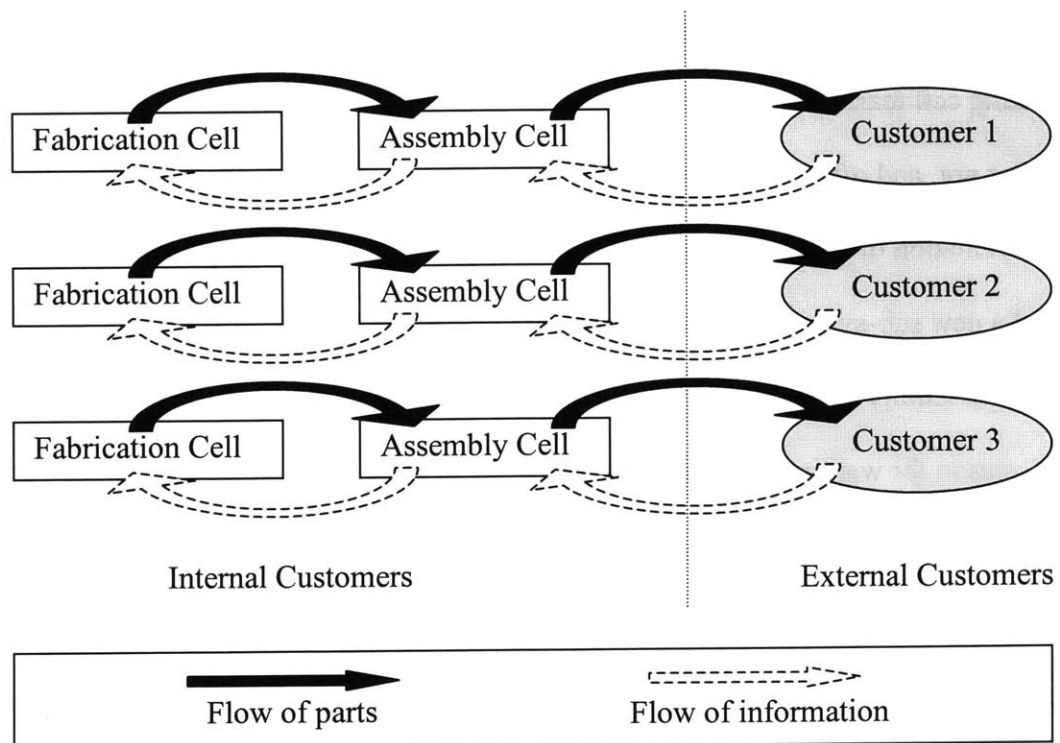 Fabrication Cell Assembly Cell Customer 1
Fabrication Cell Assembly Cell Customer 2
Fabrication Cell Assembly Cell Customer 3
Internal Customers External Customers
Flow of parts Flow of information